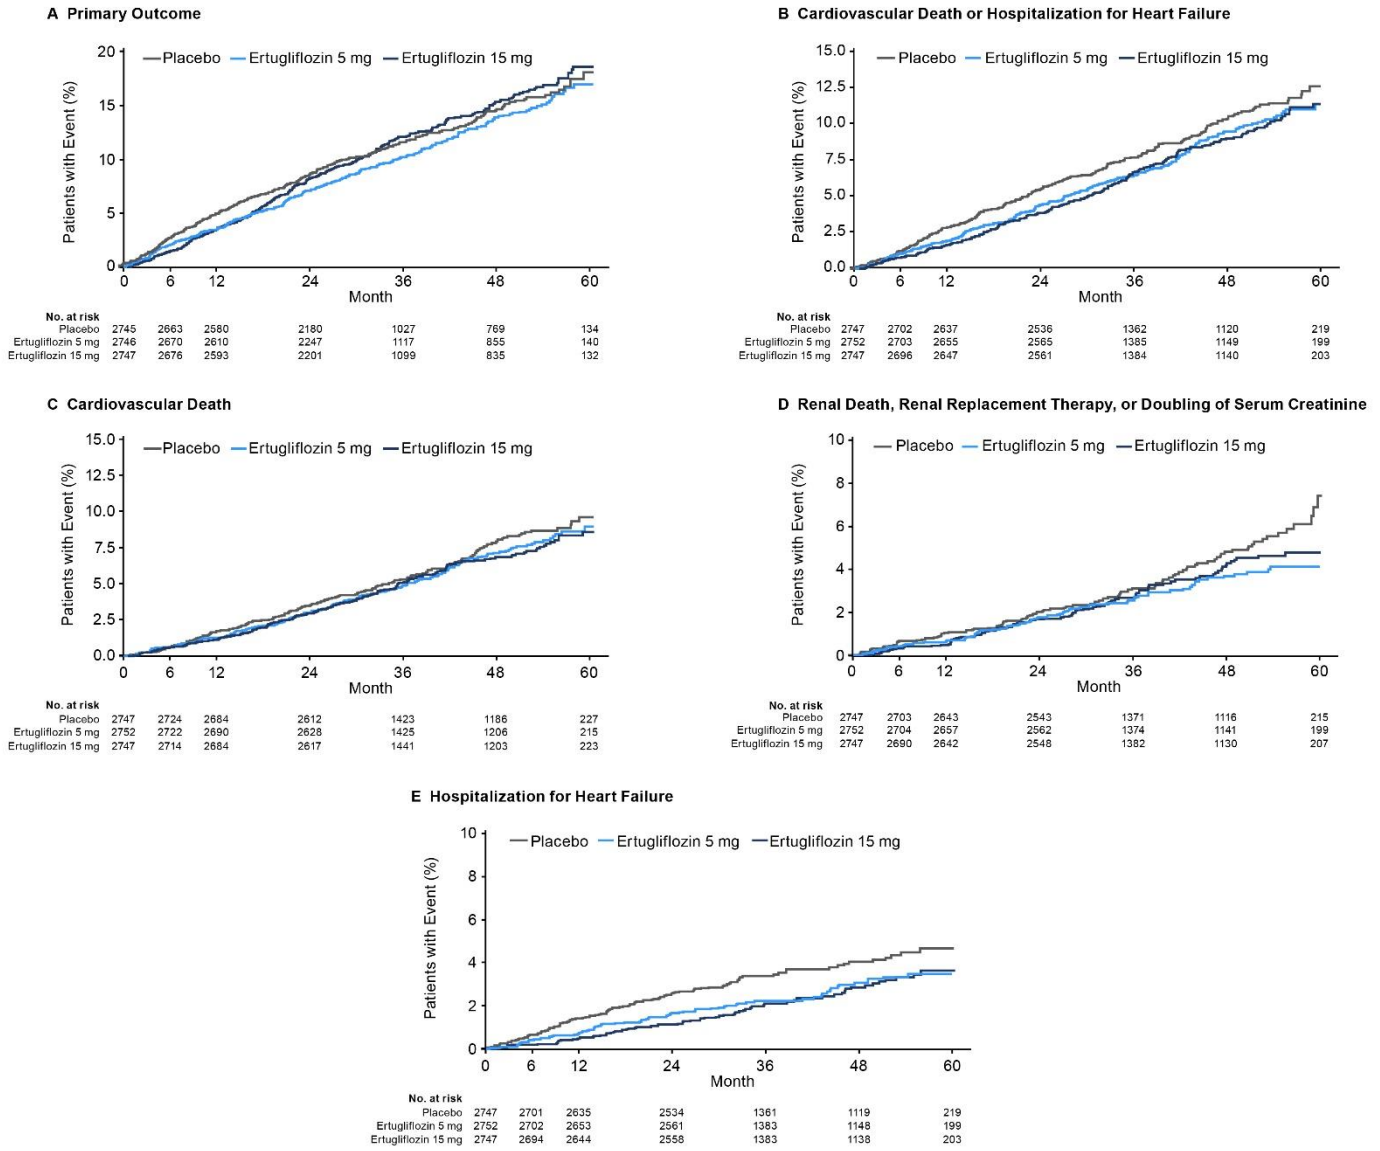 A Primary Outcome
20
15
10
5
0
Patients with Event (%)
Placebo Ertugliflozin 5 mg Ertugliflozin 15 mg
0 6 12 24 36 48 60
Month
No. at risk
Placebo 2745 2663 2580 2180 1027 769 134
Ertugliflozin 5 mg 2746 2670 2610 2247 1117 855 140
Ertugliflozin 15 mg 2747 2676 2593 2201 1099 835 132
B Cardiovascular Death or Hospitalization for Heart Failure
15.0
12.5
10.0
7.5
5.0
2.5
0.0
Patients with Event (%)
Placebo Ertugliflozin 5 mg Ertugliflozin 15 mg
0 6 12 24 36 48 60
Month
No. at risk
Placebo 2747 2702 2637 2536 1362 1120 219
Ertugliflozin 5 mg 2752 2703 2655 2565 1385 1149 199
Ertugliflozin 15 mg 2747 2696 2647 2561 1384 1140 203
C Cardiovascular Death
15.0
12.5
10.0
7.5
5.0
2.5
0.0
Patients with Event (%)
Placebo Ertugliflozin 5 mg Ertugliflozin 15 mg
0 6 12 24 36 48 60
Month
No. at risk
Placebo 2747 2724 2684 2612 1423 1186 227
Ertugliflozin 5 mg 2752 2722 2690 2628 1425 1206 215
Ertugliflozin 15 mg 2747 2714 2684 2617 1441 1203 223
D Renal Death, Renal Replacement Therapy, or Doubling of Serum Creatinine
10
8
6
4
2
0
Patients with Event (%)
Placebo Ertugliflozin 5 mg Ertugliflozin 15 mg
0 6 12 24 36 48 60
Month
No. at risk
Placebo 2747 2703 2643 2543 1371 1116 215
Ertugliflozin 5 mg 2752 2704 2657 2562 1374 1141 199
Ertugliflozin 15 mg 2747 2690 2642 2548 1382 1130 207
E Hospitalization for Heart Failure
10
8
6
4
2
0
Patients with Event (%)
Placebo Ertugliflozin 5 mg Ertugliflozin 15 mg
0 6 12 24 36 48 60
Month
No. at risk
Placebo 2747 2701 2635 2534 1361 1119 219
Ertugliflozin 5 mg 2752 2702 2653 2561 1383 1148 199
Ertugliflozin 15 mg 2747 2694 2644 2558 1383 1138 203